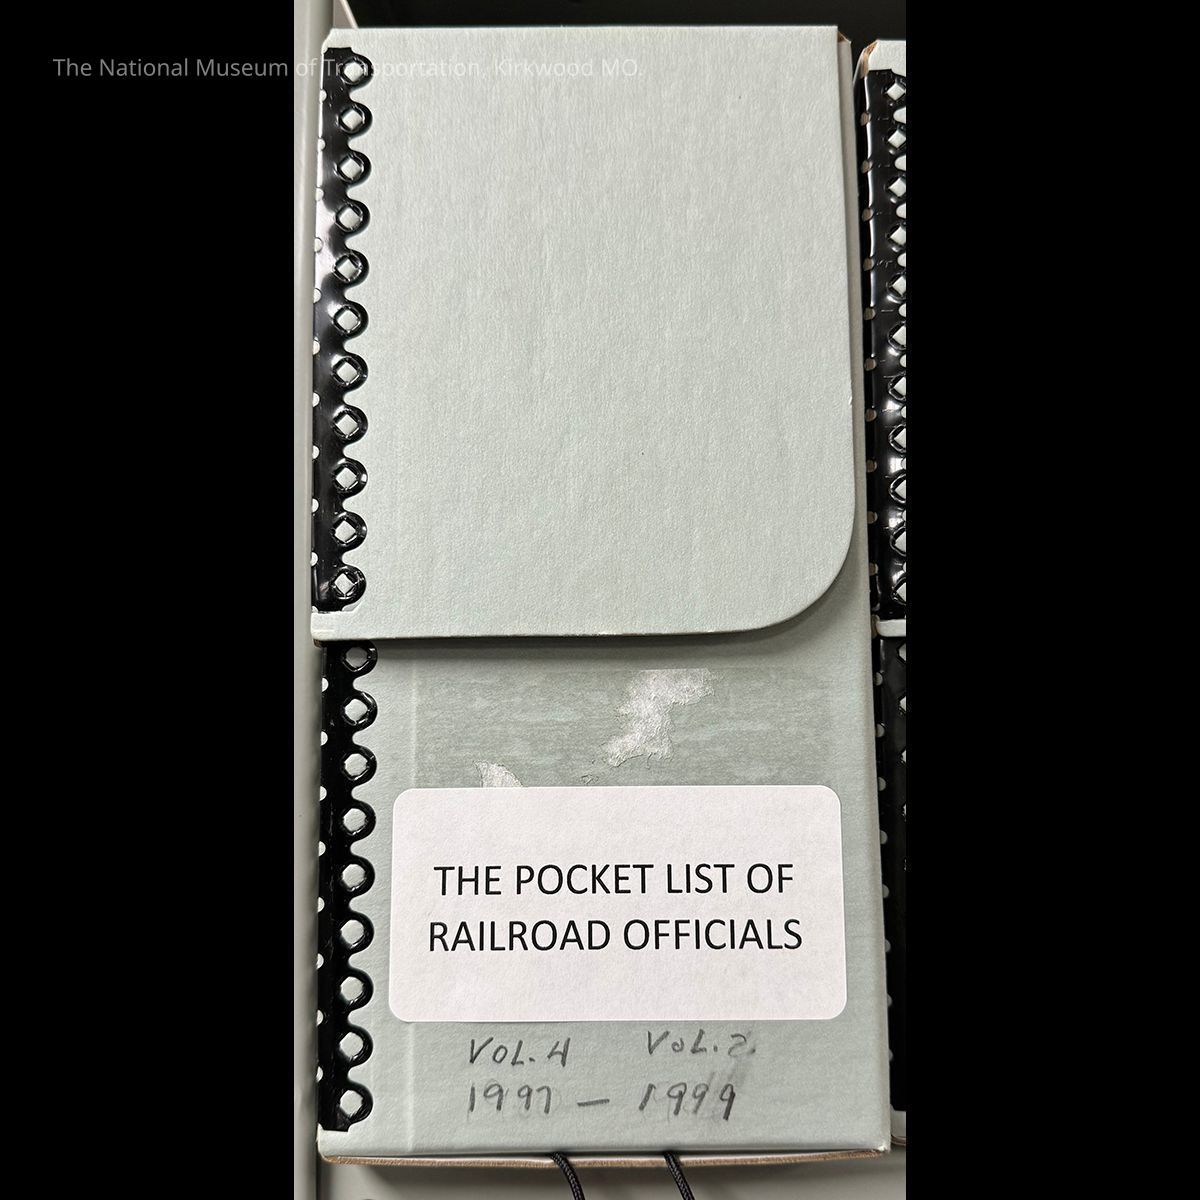 The National Museum of Transportation, Kirkwood MO.
THE POCKET LIST OF
RAILROAD OFFICIALS
VOL. 4 VOL. 2.
1997 — 1999